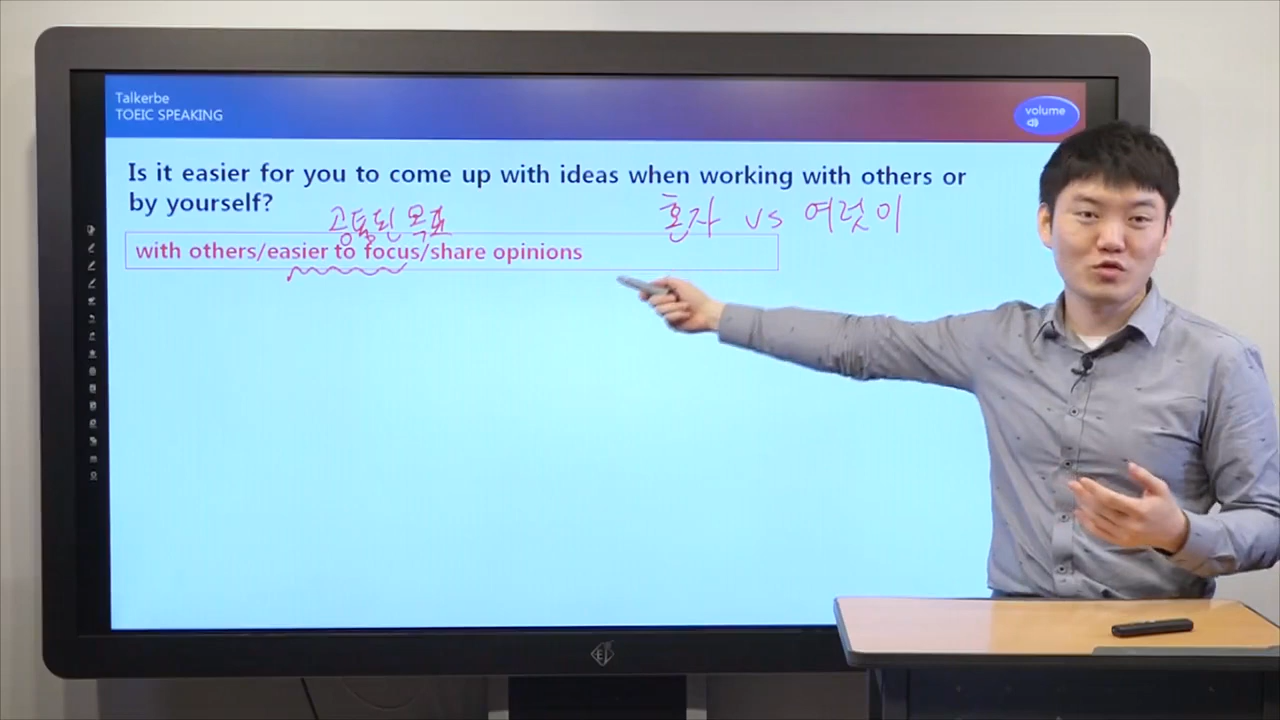 Talkerbe
TOEIC SPEAKING
volume
Is it easier for you to come up with ideas when working with others or
by yourself?
혼자 vs 여럿이
공통된 목표
with others/easier to focus/share opinions